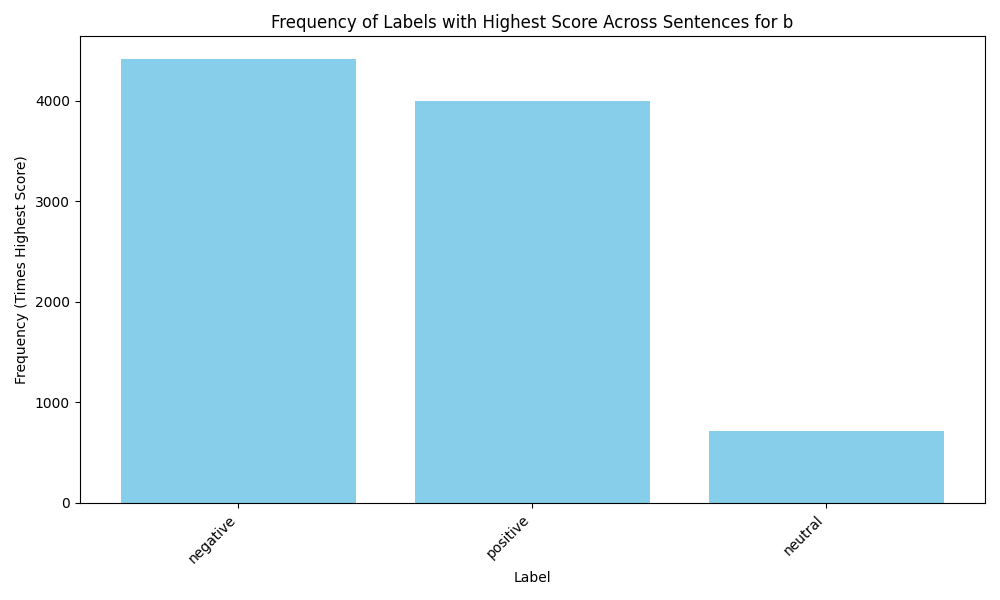 Frequency of Labels with Highest Score Across Sentences for b
Frequency (Times Highest Score)
4000
3000
2000
1000
0
negative
positive
neutral
Label